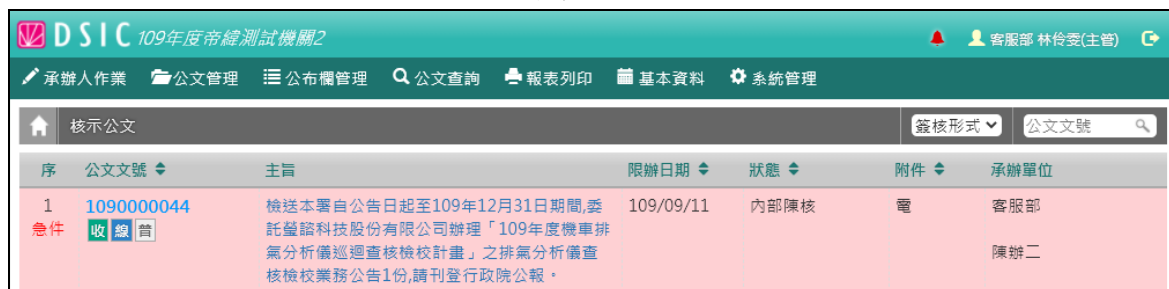 DSIC 109年度帝緯測試機關2 客服部 林伶雯(主管)
承辦人作業 公文管理 公布欄管理 公文查詢 報表列印 基本資料 系統管理
核示公文 簽核形式 公文文號
序 公文文號 主旨 限辦日期 狀態 附件 承辦單位
1 1090000044 檢送本署自公告日起至109年12月31日期間,委 109/09/11 內部陳核 電 客服部
急件 收 線 普 託螢諮科技股份有限公司辦理「109年度機車排
氣分析儀巡迴查核檢校計畫」之排氣分析儀查 陳辦二
核檢校業務公告1份,請刊登行政院公報。